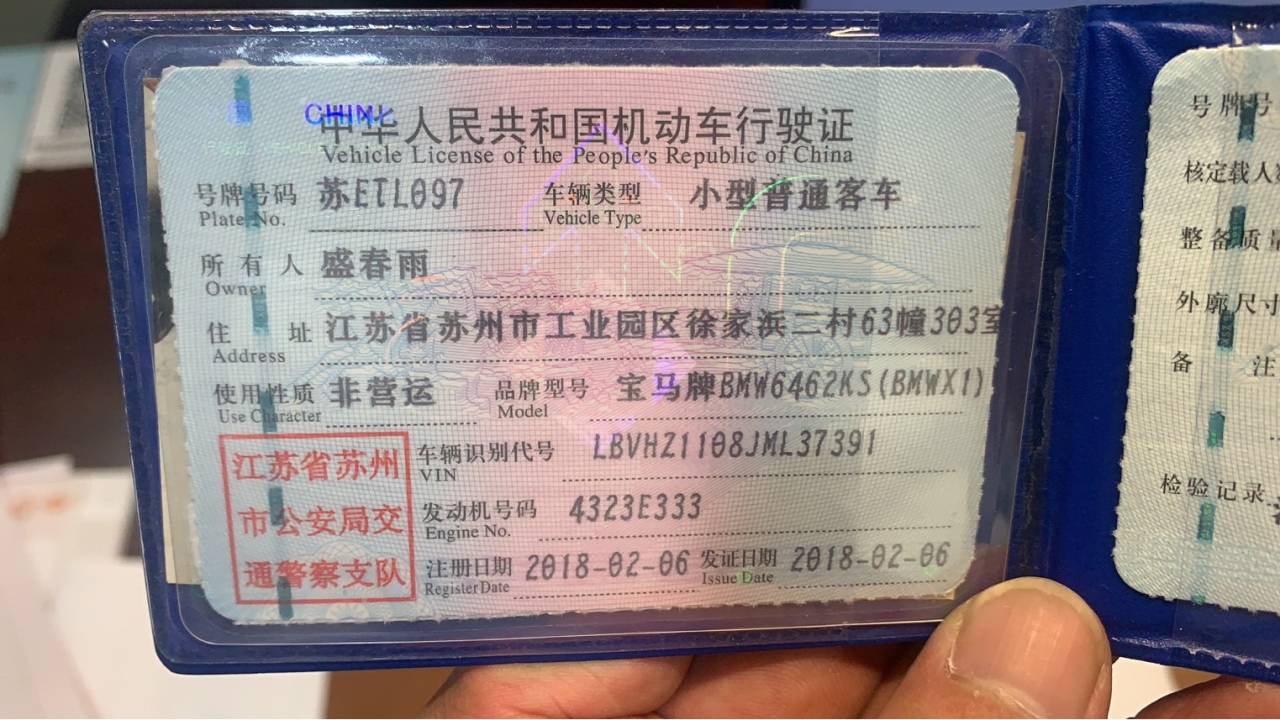 CHINA
中华人民共和国机动车行驶证
Vehicle License of the People's Republic of China
号牌号码 苏ETL097 车辆类型 小型普通客车
Plate No. Vehicle Type
所有人 盛春雨
Owner
住址 江苏省苏州市工业园区徐家浜二村63幢303室
Address
使用性质 非营运 品牌型号 宝马牌BMW6462KS(BMWX1)
Use Character Model
江苏省苏州
市公安局交
通警察支队
车辆识别代号 LBVHZ1108JML37391
VIN
发动机号码 4323E333
Engine No.
注册日期 2018-02-06 发证日期 2018-02-06
Register Date Issue Date
号牌号
核定载人
整备质
外廓尺寸
备注
检验记录